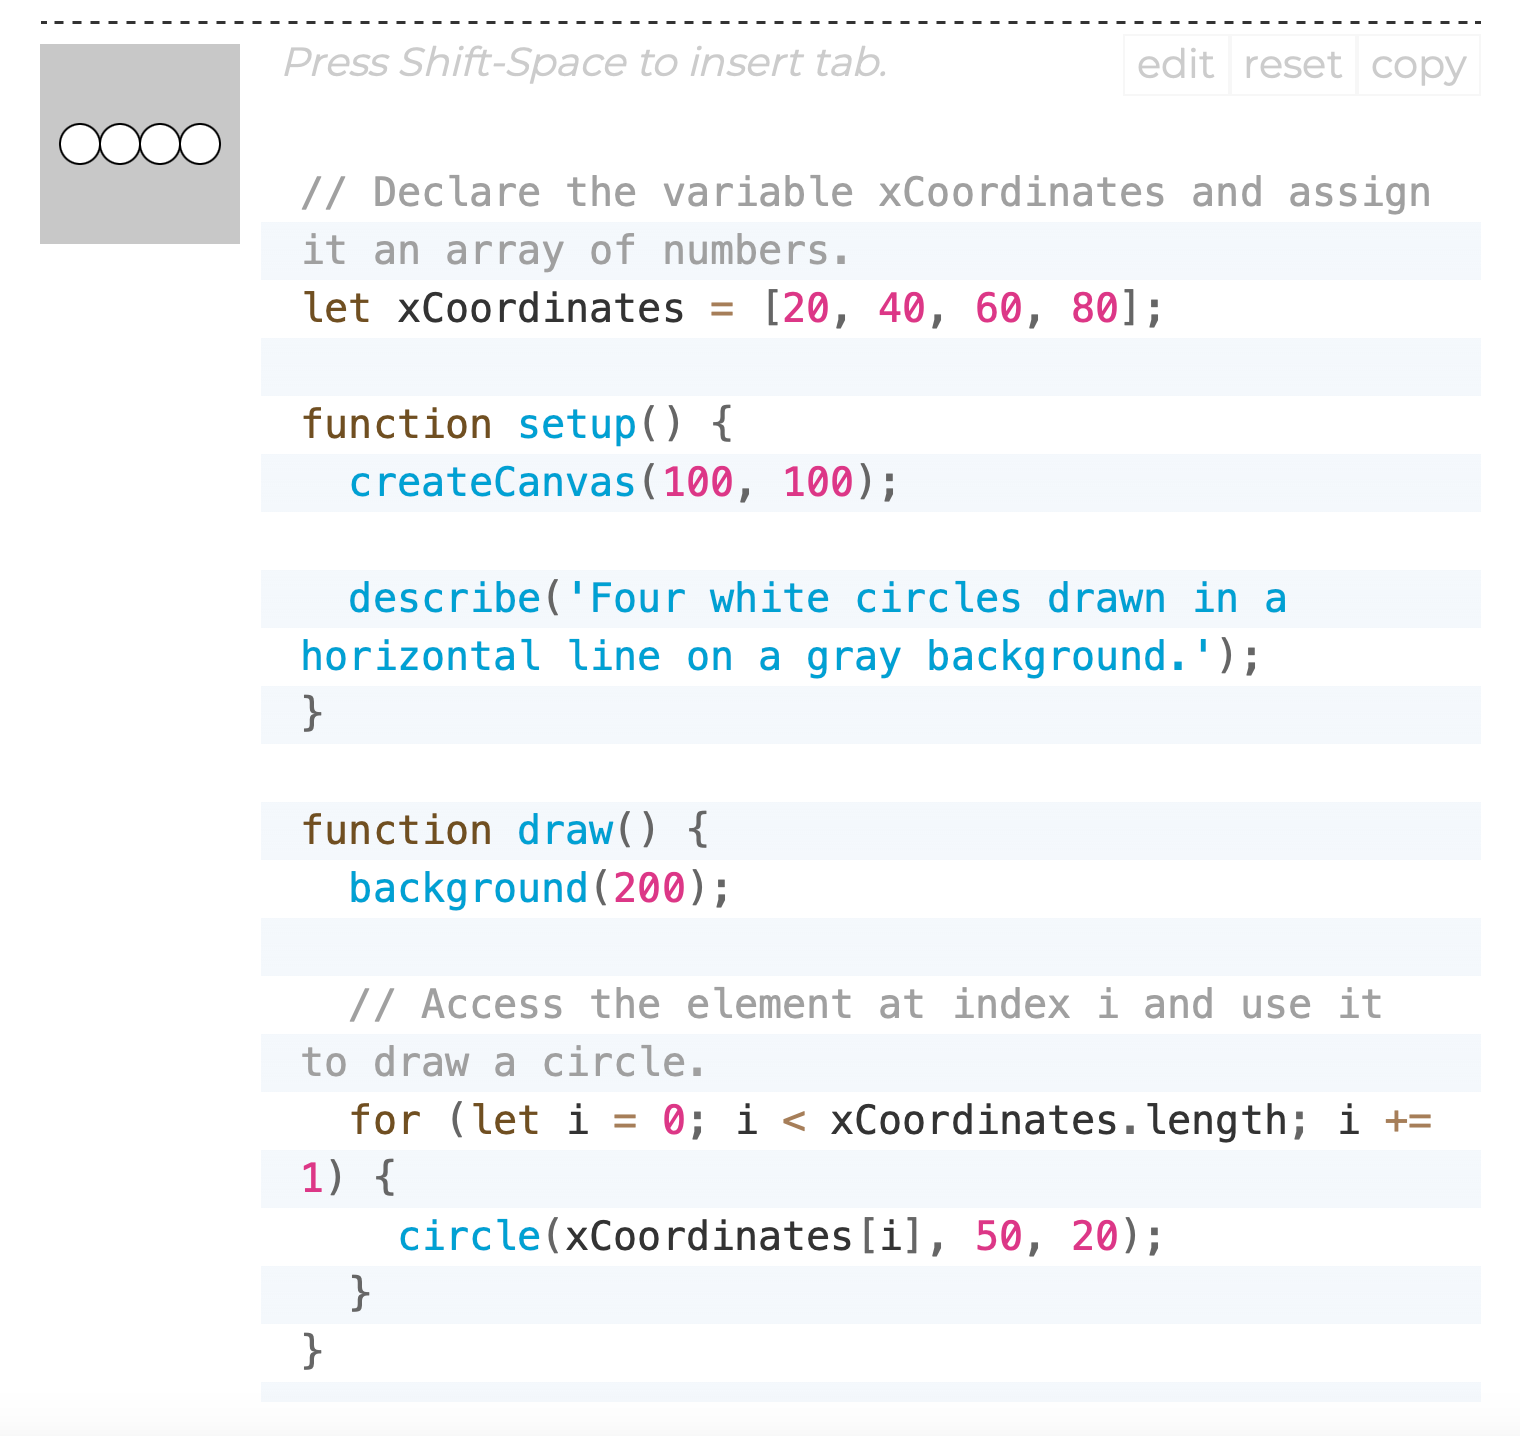 Press Shift-Space to insert tab.
edit reset copy
// Declare the variable xCoordinates and assign
it an array of numbers.
let xCoordinates = [20, 40, 60, 80];
function setup() {
  createCanvas(100, 100);
  describe('Four white circles drawn in a
horizontal line on a gray background.');
}
function draw() {
  background(200);
  // Access the element at index i and use it
to draw a circle.
  for (let i = 0; i < xCoordinates.length; i +=
1) {
    circle(xCoordinates[i], 50, 20);
  }
}